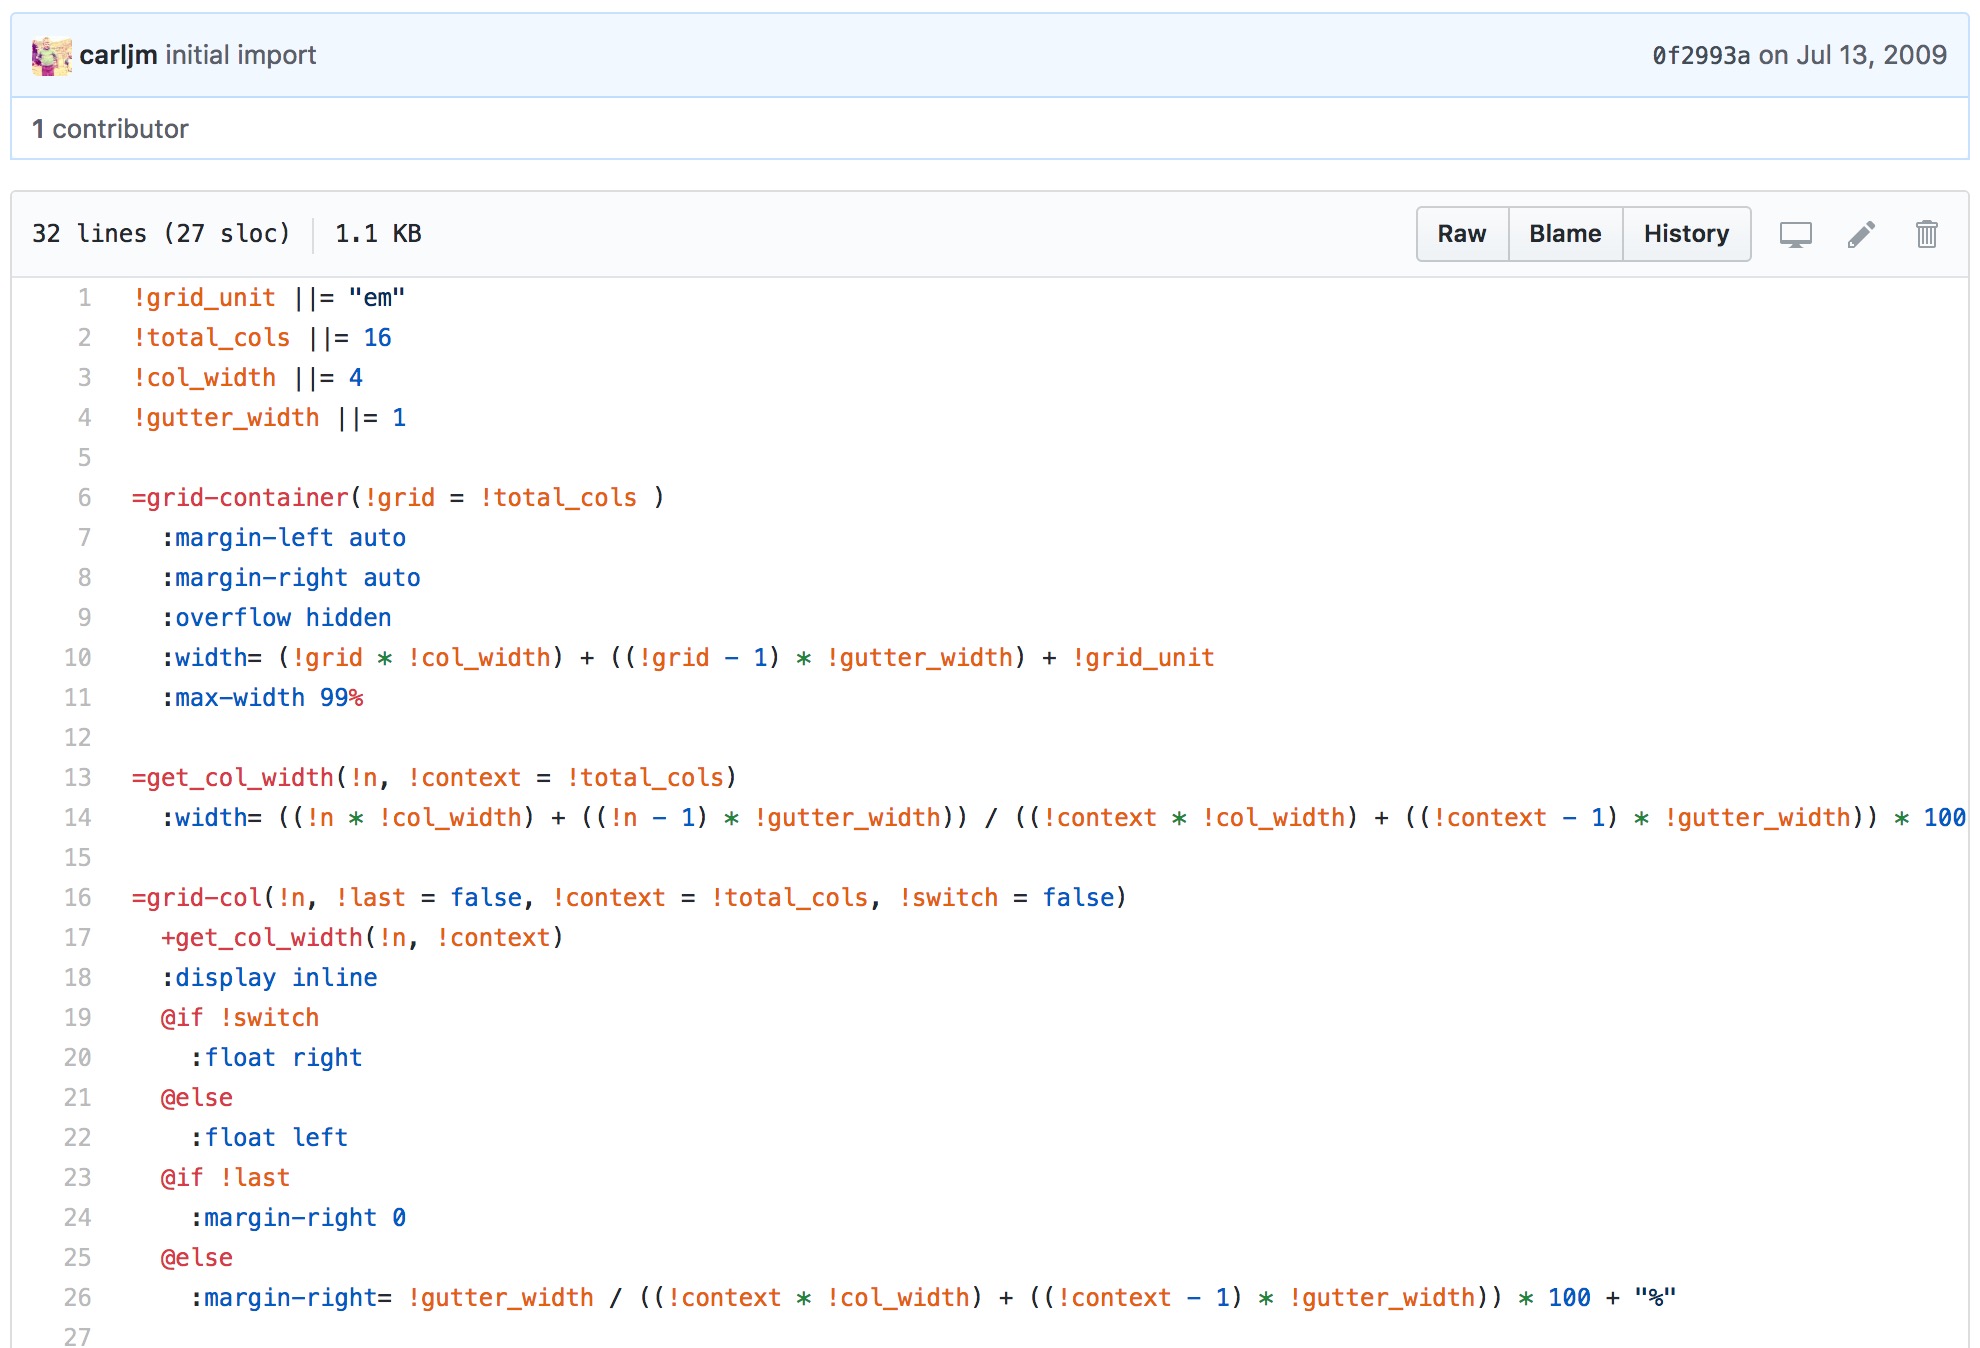 carljm initial import 0f2993a on Jul 13, 2009
1 contributor
32 lines (27 sloc) 1.1 KB Raw Blame History
1 !grid_unit ||= "em"
2 !total_cols ||= 16
3 !col_width ||= 4
4 !gutter_width ||= 1
5
6 =grid-container(!grid = !total_cols )
7   :margin-left auto
8   :margin-right auto
9   :overflow hidden
10   :width= (!grid * !col_width) + ((!grid - 1) * !gutter_width) + !grid_unit
11   :max-width 99%
12
13 =get_col_width(!n, !context = !total_cols)
14   :width= ((!n * !col_width) + ((!n - 1) * !gutter_width)) / ((!context * !col_width) + ((!context - 1) * !gutter_width)) * 100
15
16 =grid-col(!n, !last = false, !context = !total_cols, !switch = false)
17   +get_col_width(!n, !context)
18   :display inline
19   @if !switch
20     :float right
21   @else
22     :float left
23   @if !last
24     :margin-right 0
25   @else
26     :margin-right= !gutter_width / ((!context * !col_width) + ((!context - 1) * !gutter_width)) * 100 + "%"
27